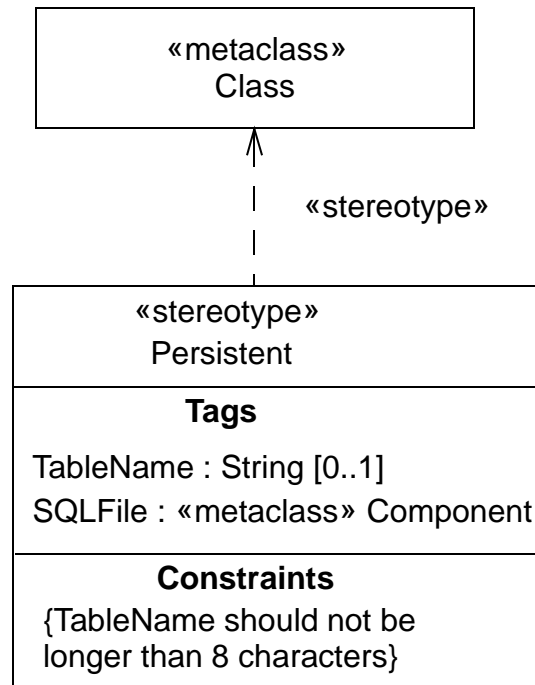 «metaclass»
Class
«stereotype»
«stereotype»
Persistent
Tags
TableName : String [0..1]
SQLFile : «metaclass» Component
Constraints
{TableName should not be
longer than 8 characters}